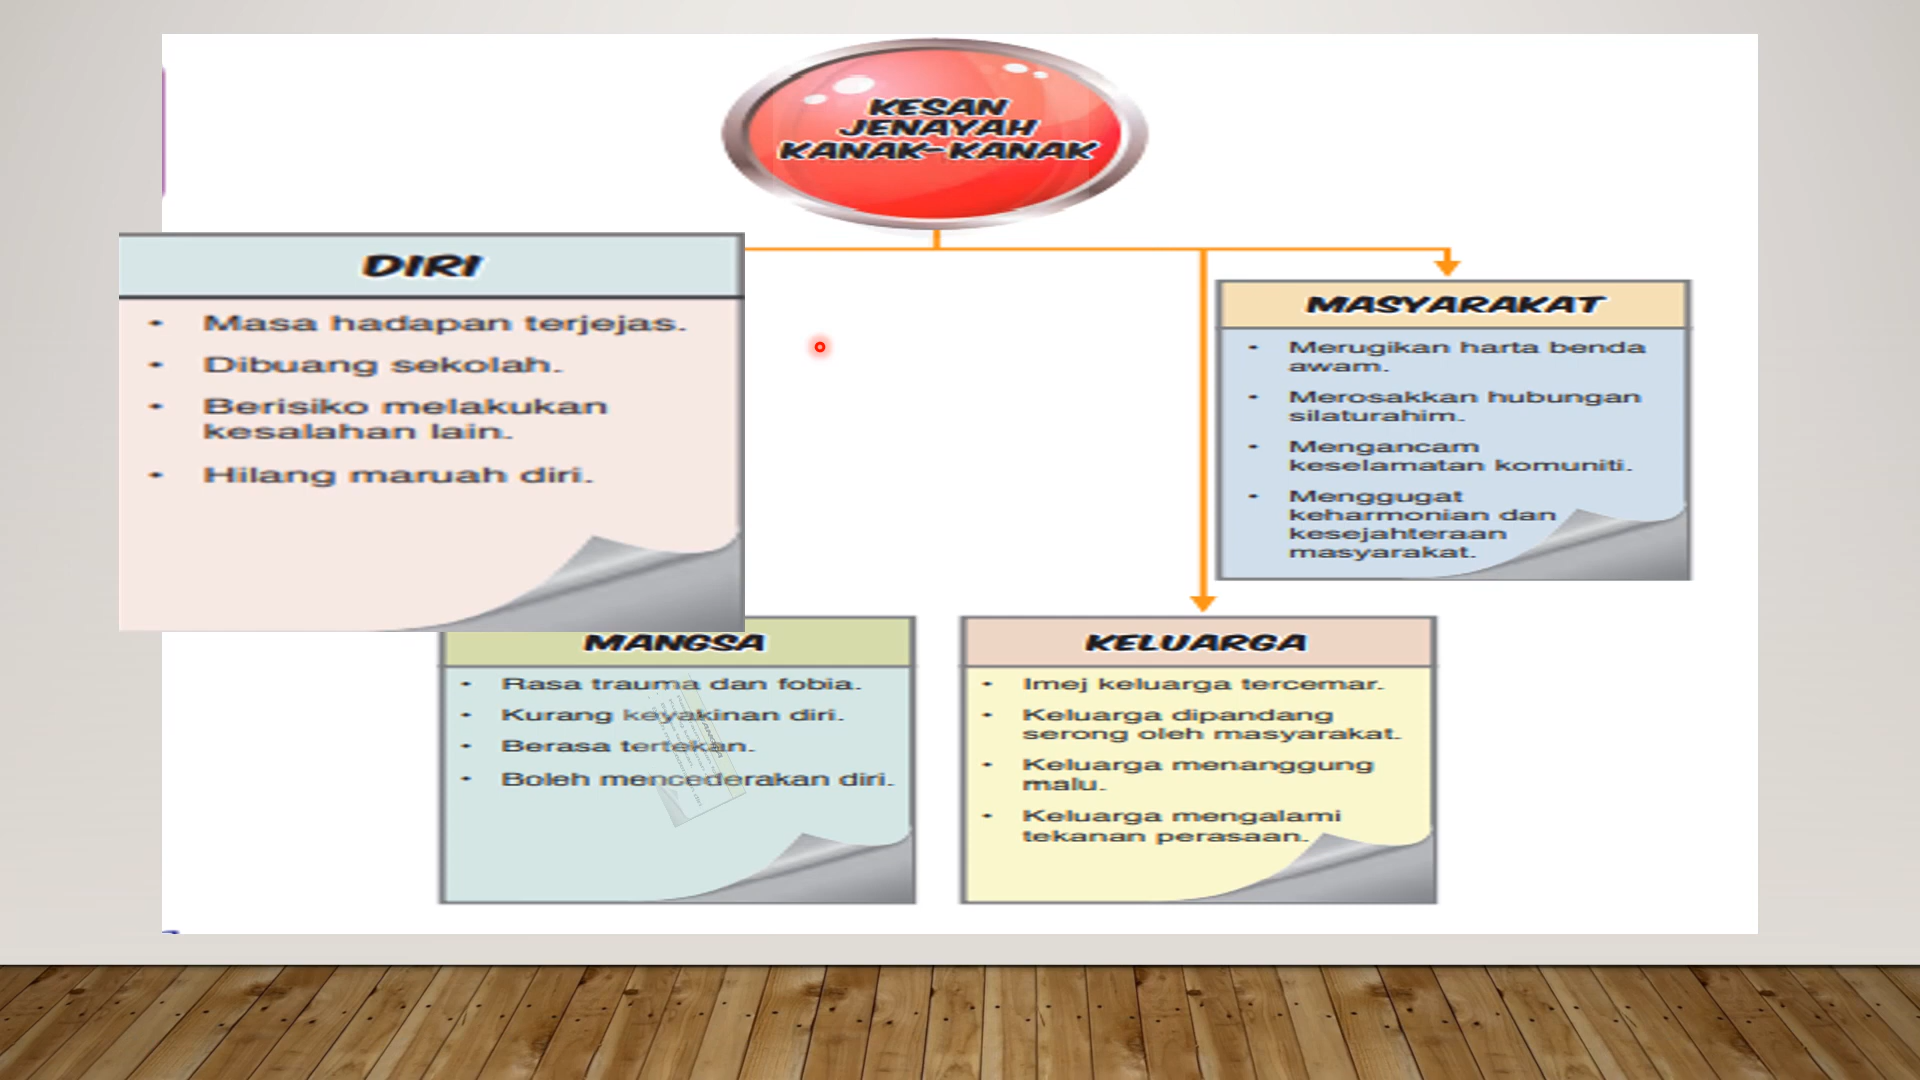 KESAN
JENAYAH
KANAK-KANAK
DIRI
• Masa hadapan terjejas.
• Dibuang sekolah.
• Berisiko melakukan
kesalahan lain.
• Hilang maruah diri.
MASYARAKAT
• Merugikan harta benda
awam.
• Merosakkan hubungan
silaturahim.
• Mengancam
keselamatan komuniti.
• Menggugat
keharmonian dan
kesejahteraan
masyarakat.
MANGSA
• Rasa trauma dan fobia.
• Kurang keyakinan diri.
• Berasa tertekan.
• Boleh mencederakan diri.
KELUARGA
• Imej keluarga tercemar.
• Keluarga dipandang
serong oleh masyarakat.
• Keluarga menanggung
malu.
• Keluarga mengalami
tekanan perasaan.